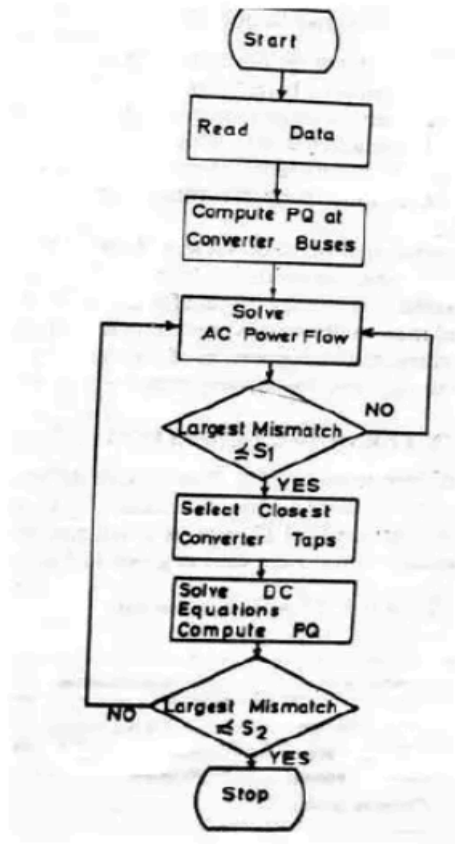 Start
Read Data
Compute PQ at
Converter Buses
Solve
AC Power Flow
Largest Mismatch
≤ S1
NO
YES
Select Closest
Converter Taps
Solve DC
Equations
Compute PQ
Largest Mismatch
≤ S2
NO
YES
Stop